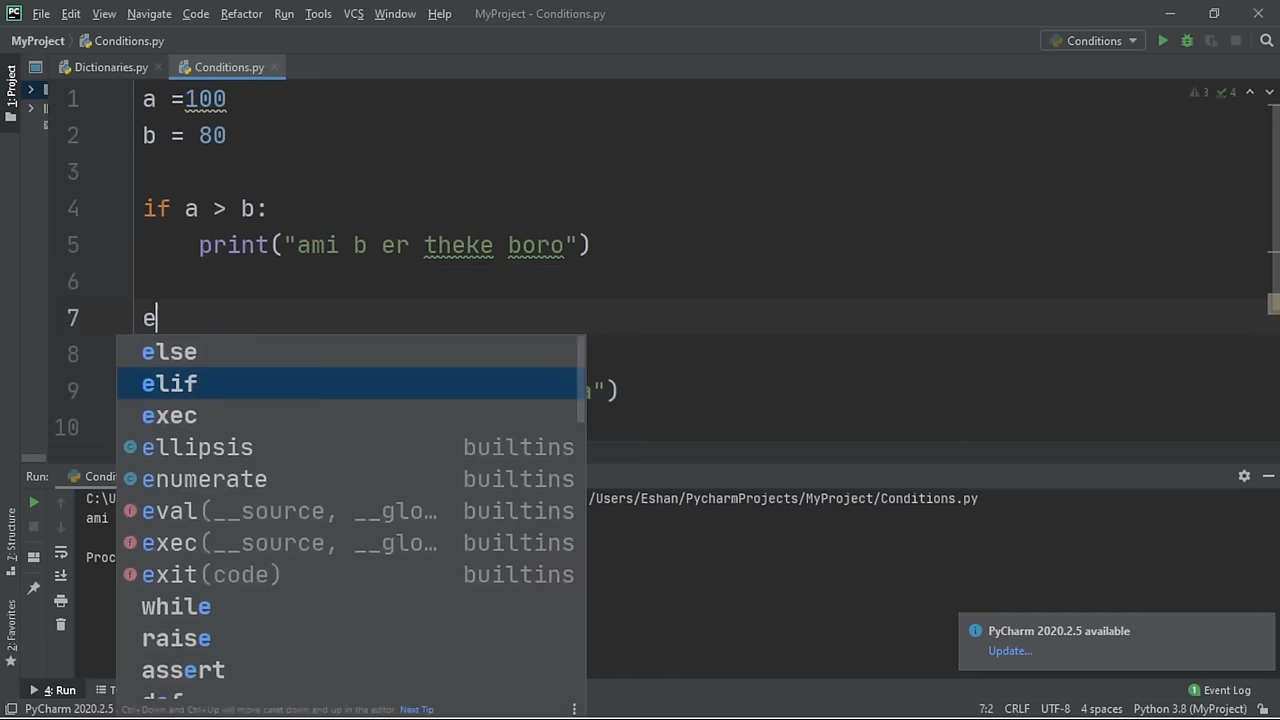 PC File Edit View Navigate Code Refactor Run Tools VCS Window Help MyProject - Conditions.py
MyProject Conditions.py Conditions
Dictionaries.py Conditions.py
1: Project
1 a =100
3 4
2 b = 80
3
4 if a > b:
5 print("ami b er theke boro")
6
7 e
8 else
9 elif ")
exec
10
ellipsis builtins
Run: Condi
enumerate builtins
C:\U /Users/Eshan/PycharmProjects/MyProject/Conditions.py
eval(__source, __glo… builtins
ami
exec(__source, __glo… builtins
Proc
exit(code) builtins
while
raise
assert
def
7: Structure
2: Favorites
PyCharm 2020.2.5 available
Update...
4: Run Event Log
PyCharm 2020.2.5 Ctrl+Down and Ctrl+Up will move caret down and up in the editor Next Tip 7:2 CRLF UTF-8 4 spaces Python 3.8 (MyProject)